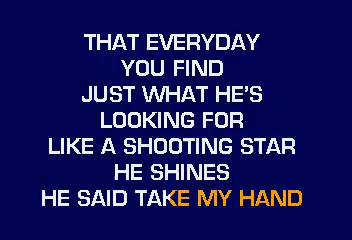 THAT EVERYDAY
YOU FIND
JUST WHAT HE'S
LOOKING FOR
LIKE A SHOOTING STAR
HE SHINES
HE SAID TAKE MY HAND